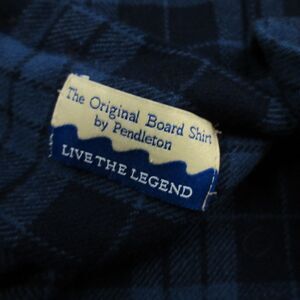 The Original Board Shirt
by Pendleton
LIVE THE LEGEND